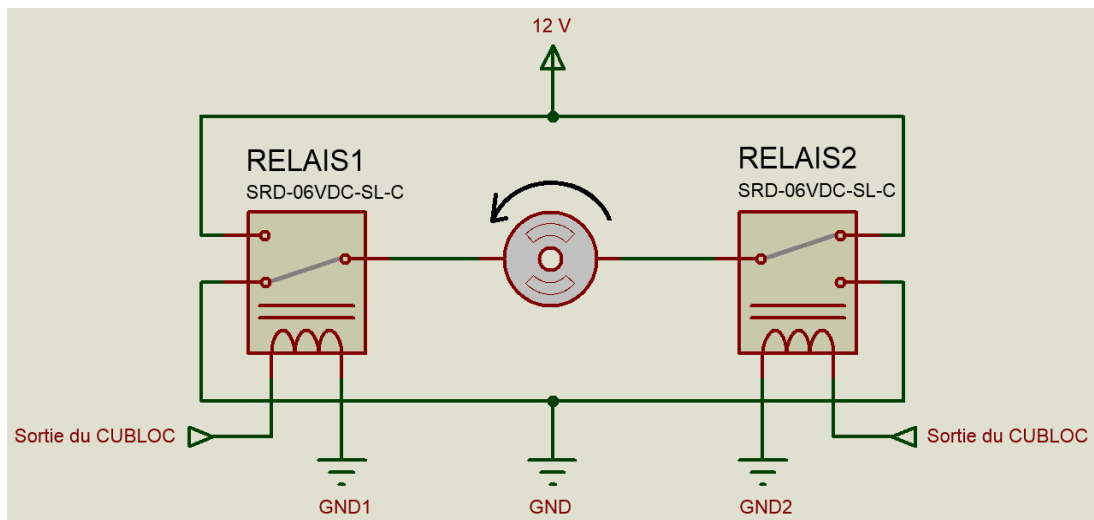 12 V
RELAIS1
SRD-06VDC-SL-C
RELAIS2
SRD-06VDC-SL-C
Sortie du CUBLOC
Sortie du CUBLOC
GND1
GND
GND2